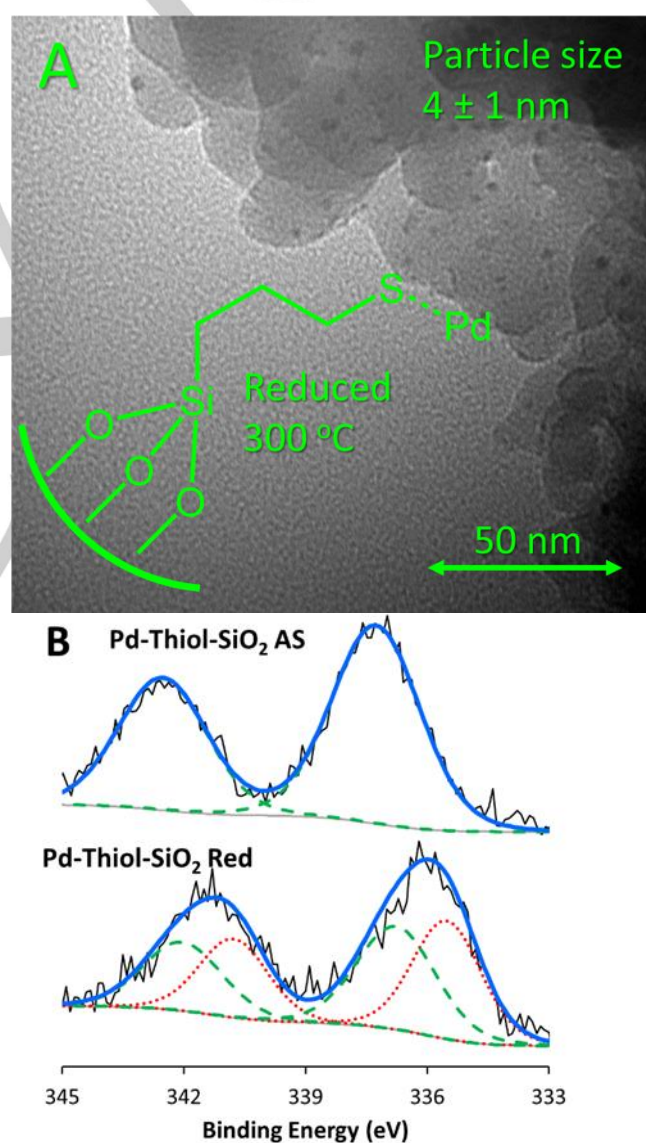 A
Particle size
4 ± 1 nm
S
Pd
Si
Reduced
300 °C
O
O
O
50 nm
B
Pd-Thiol-SiO₂ AS
Pd-Thiol-SiO₂ Red
345 342 339 336 333
Binding Energy (eV)